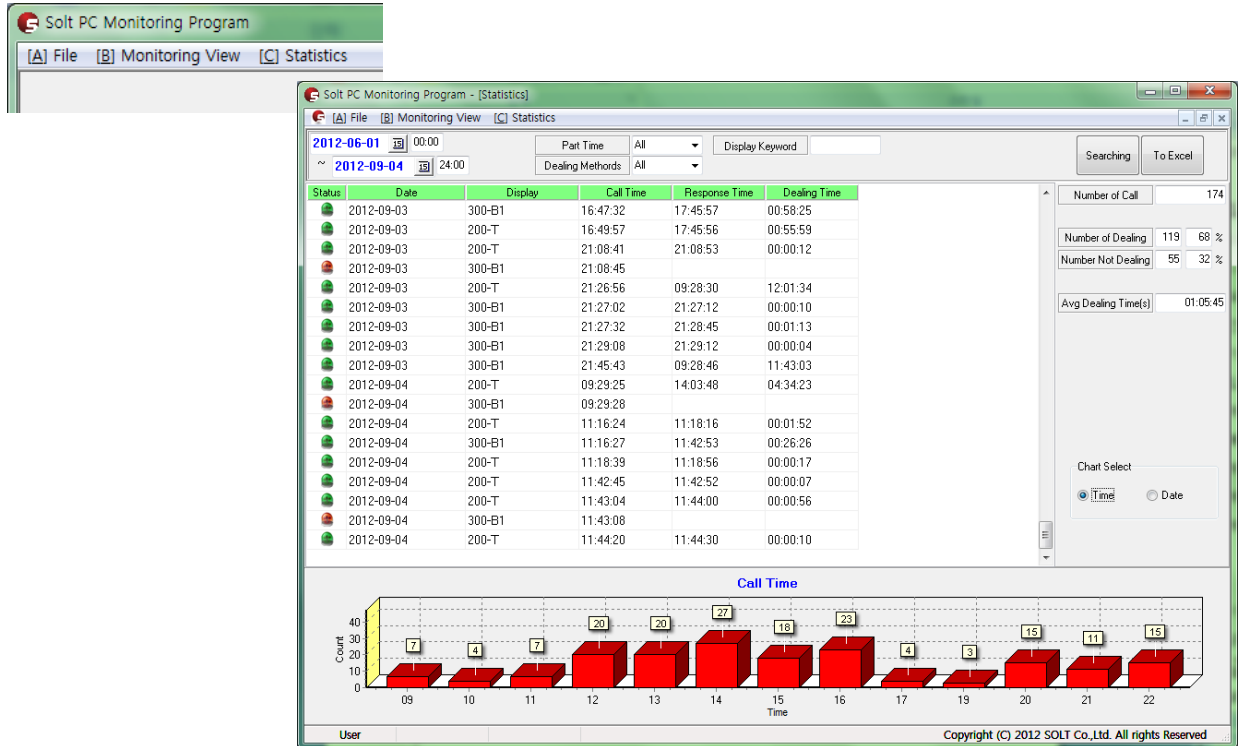 Solt PC Monitoring Program
[A] File [B] Monitoring View [C] Statistics
Solt PC Monitoring Program - [Statistics]
[A] File [B] Monitoring View [C] Statistics
2012-06-01 15 00:00 Part Time All Display Keyword
~ 2012-09-04 15 24:00 Dealing Methords All
Searching To Excel
Status Date Display Call Time Response Time Dealing Time
2012-09-03 300-B1 16:47:32 17:45:57 00:58:25
2012-09-03 200-T 16:49:57 17:45:56 00:55:59
2012-09-03 200-T 21:08:41 21:08:53 00:00:12
2012-09-03 300-B1 21:08:45
2012-09-03 200-T 21:26:56 09:28:30 12:01:34
2012-09-03 300-B1 21:27:02 21:27:12 00:00:10
2012-09-03 300-B1 21:27:32 21:28:45 00:01:13
2012-09-03 300-B1 21:29:08 21:29:12 00:00:04
2012-09-03 300-B1 21:45:43 09:28:46 11:43:03
2012-09-04 200-T 09:29:25 14:03:48 04:34:23
2012-09-04 300-B1 09:29:28
2012-09-04 200-T 11:16:24 11:18:16 00:01:52
2012-09-04 300-B1 11:16:27 11:42:53 00:26:26
2012-09-04 200-T 11:18:39 11:18:56 00:00:17
2012-09-04 200-T 11:42:45 11:42:52 00:00:07
2012-09-04 200-T 11:43:04 11:44:00 00:00:56
2012-09-04 300-B1 11:43:08
2012-09-04 200-T 11:44:20 11:44:30 00:00:10
Number of Call 174
Number of Dealing 119 68 %
Number Not Dealing 55 32 %
Avg Dealing Time(s) 01:05:45
Chart Select
Time Date
Call Time
Count
40
30
20
10
0
7 4 7 20 20 27 18 23 4 3 15 11 15
09 10 11 12 13 14 15 16 17 19 20 21 22
Time
User Copyright (C) 2012 SOLT Co.,Ltd. All rights Reserved